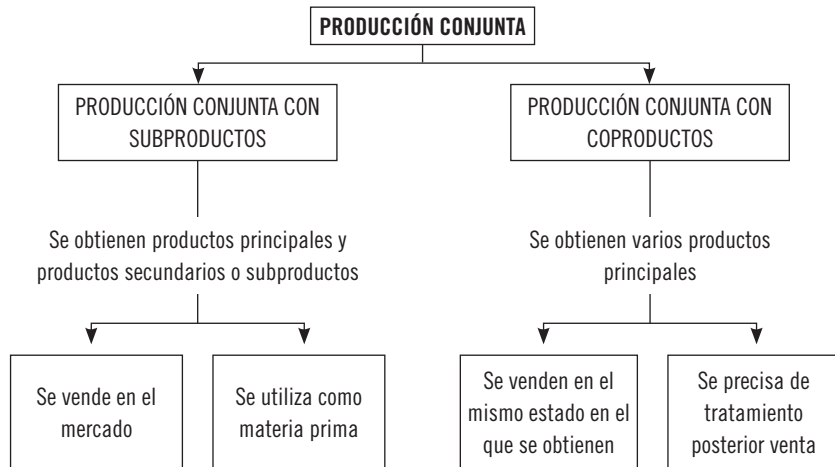 PRODUCCIÓN CONJUNTA
PRODUCCIÓN CONJUNTA CON
SUBPRODUCTOS
PRODUCCIÓN CONJUNTA CON
COPRODUCTOS
Se obtienen productos principales y
productos secundarios o subproductos
Se obtienen varios productos
principales
Se vende en el
mercado
Se utiliza como
materia prima
Se venden en el
mismo estado en el
que se obtienen
Se precisa de
tratamiento
posterior venta